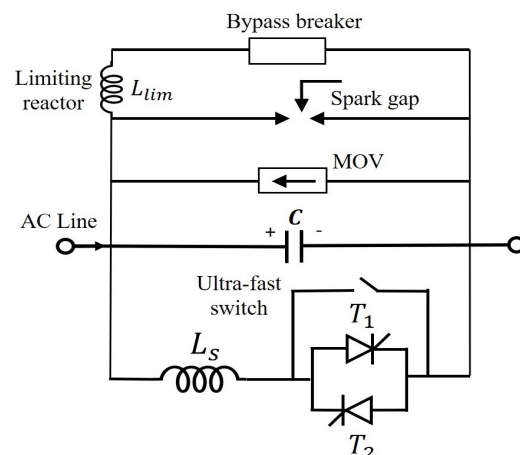 Bypass breaker
Limiting
reactor
L_lim
Spark gap
MOV
AC Line
C
+
-
Ultra-fast
switch
T_1
L_s
T_2